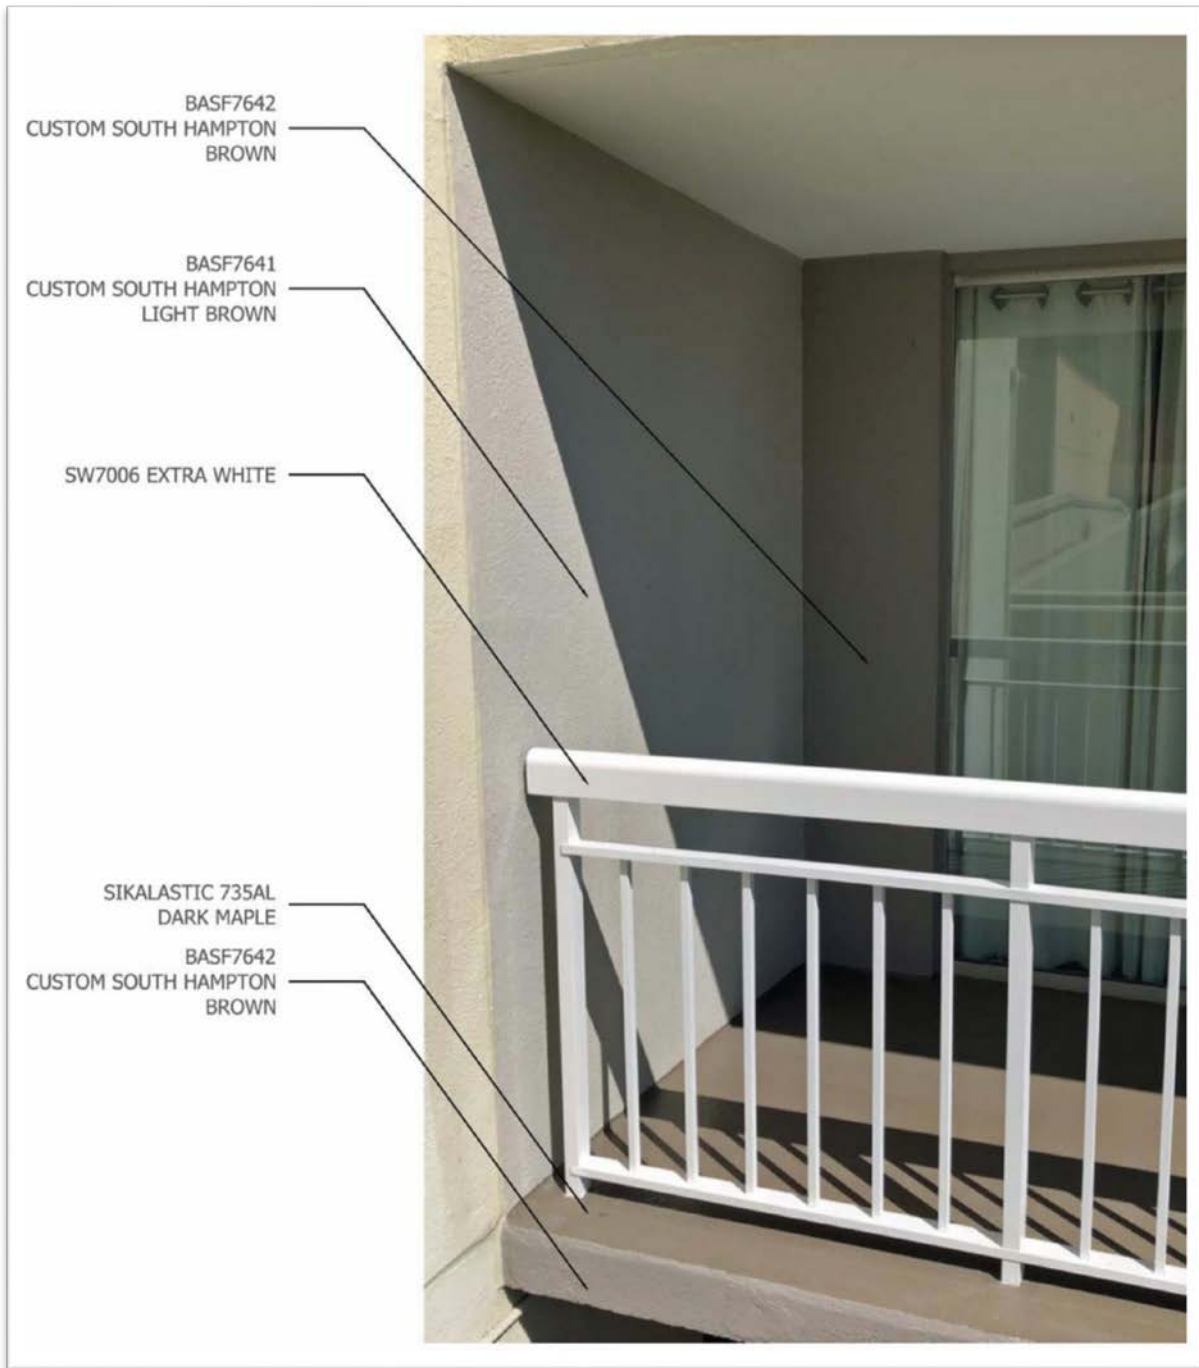 BASF7642
CUSTOM SOUTH HAMPTON
BROWN
BASF7641
CUSTOM SOUTH HAMPTON
LIGHT BROWN
SW7006 EXTRA WHITE
SIKALASTIC 735AL
DARK MAPLE
BASF7642
CUSTOM SOUTH HAMPTON
BROWN